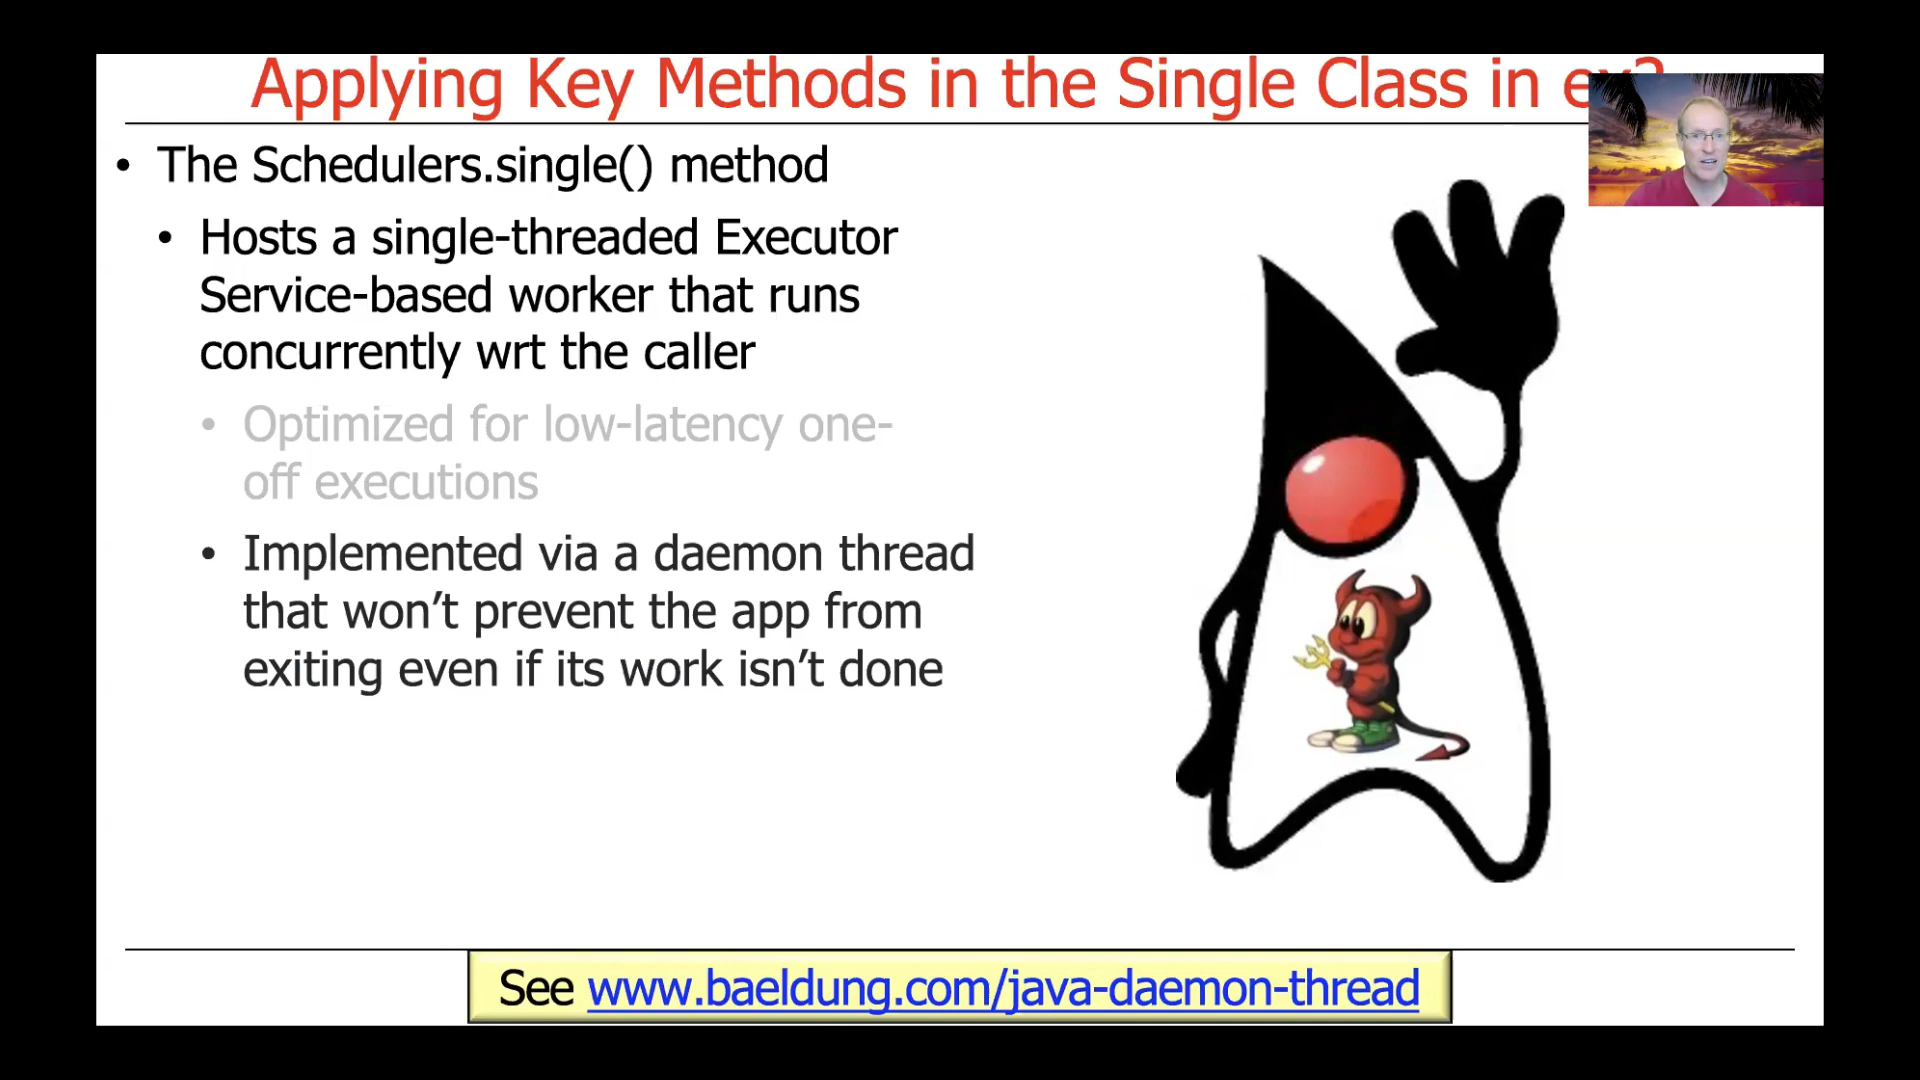 Applying Key Methods in the Single Class in
• The Schedulers.single() method
• Hosts a single-threaded Executor
Service-based worker that runs
concurrently wrt the caller
• Optimized for low-latency one-
off executions
• Implemented via a daemon thread
that won’t prevent the app from
exiting even if its work isn’t done
See www.baeldung.com/java-daemon-thread